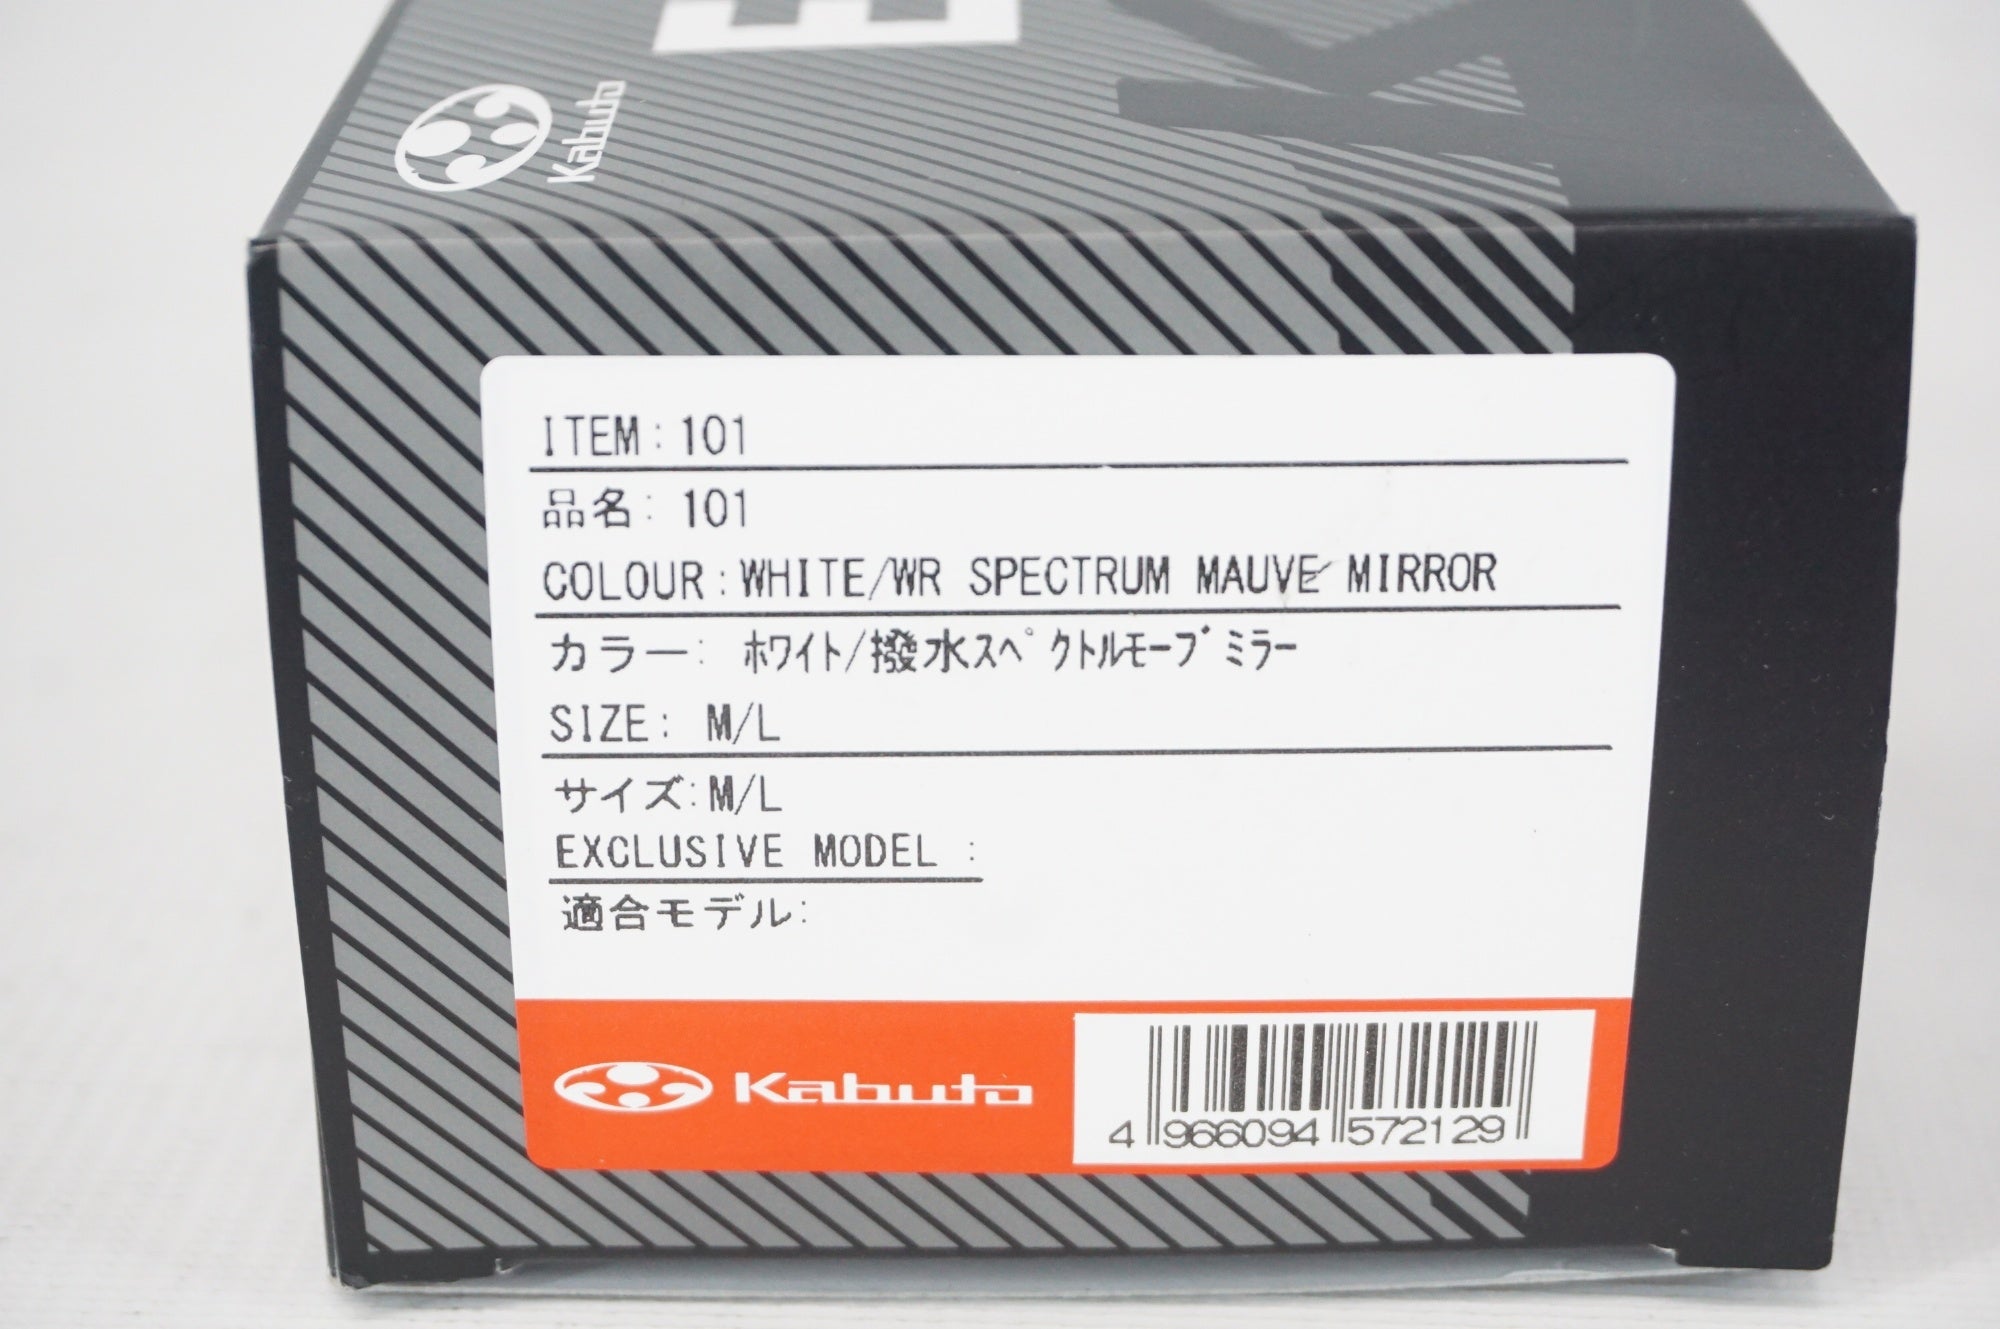 Kabuto
ITEM:101
品名: 101
COLOUR:WHITE/WR SPECTRUM MAUVE MIRROR
カラー: ﾎﾜｲﾄ/撥水ｽﾍﾟｸﾄﾙﾓｰﾌﾞﾐﾗｰ
SIZE: M/L
サイズ:M/L
EXCLUSIVE MODEL :
適合モデル:
Kabuto
4 966094 572129